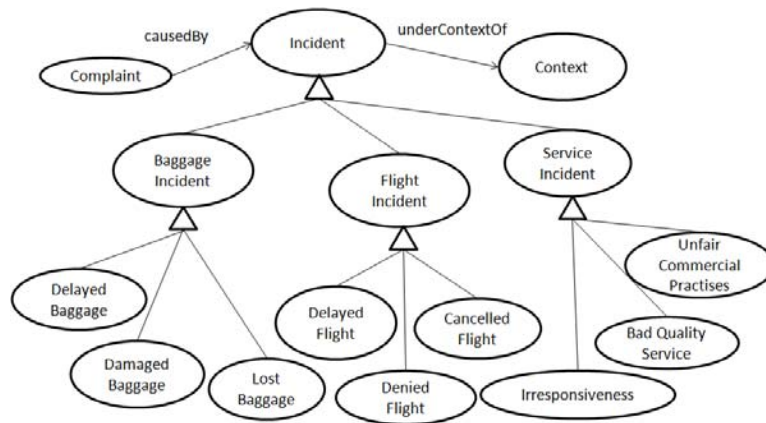 causedBy
Incident
underContextOf
Complaint
Context
Baggage
Incident
Flight
Incident
Service
Incident
Delayed
Baggage
Damaged
Baggage
Lost
Baggage
Delayed
Flight
Denied
Flight
Cancelled
Flight
Unfair
Commercial
Practises
Bad Quality
Service
Irresponsiveness